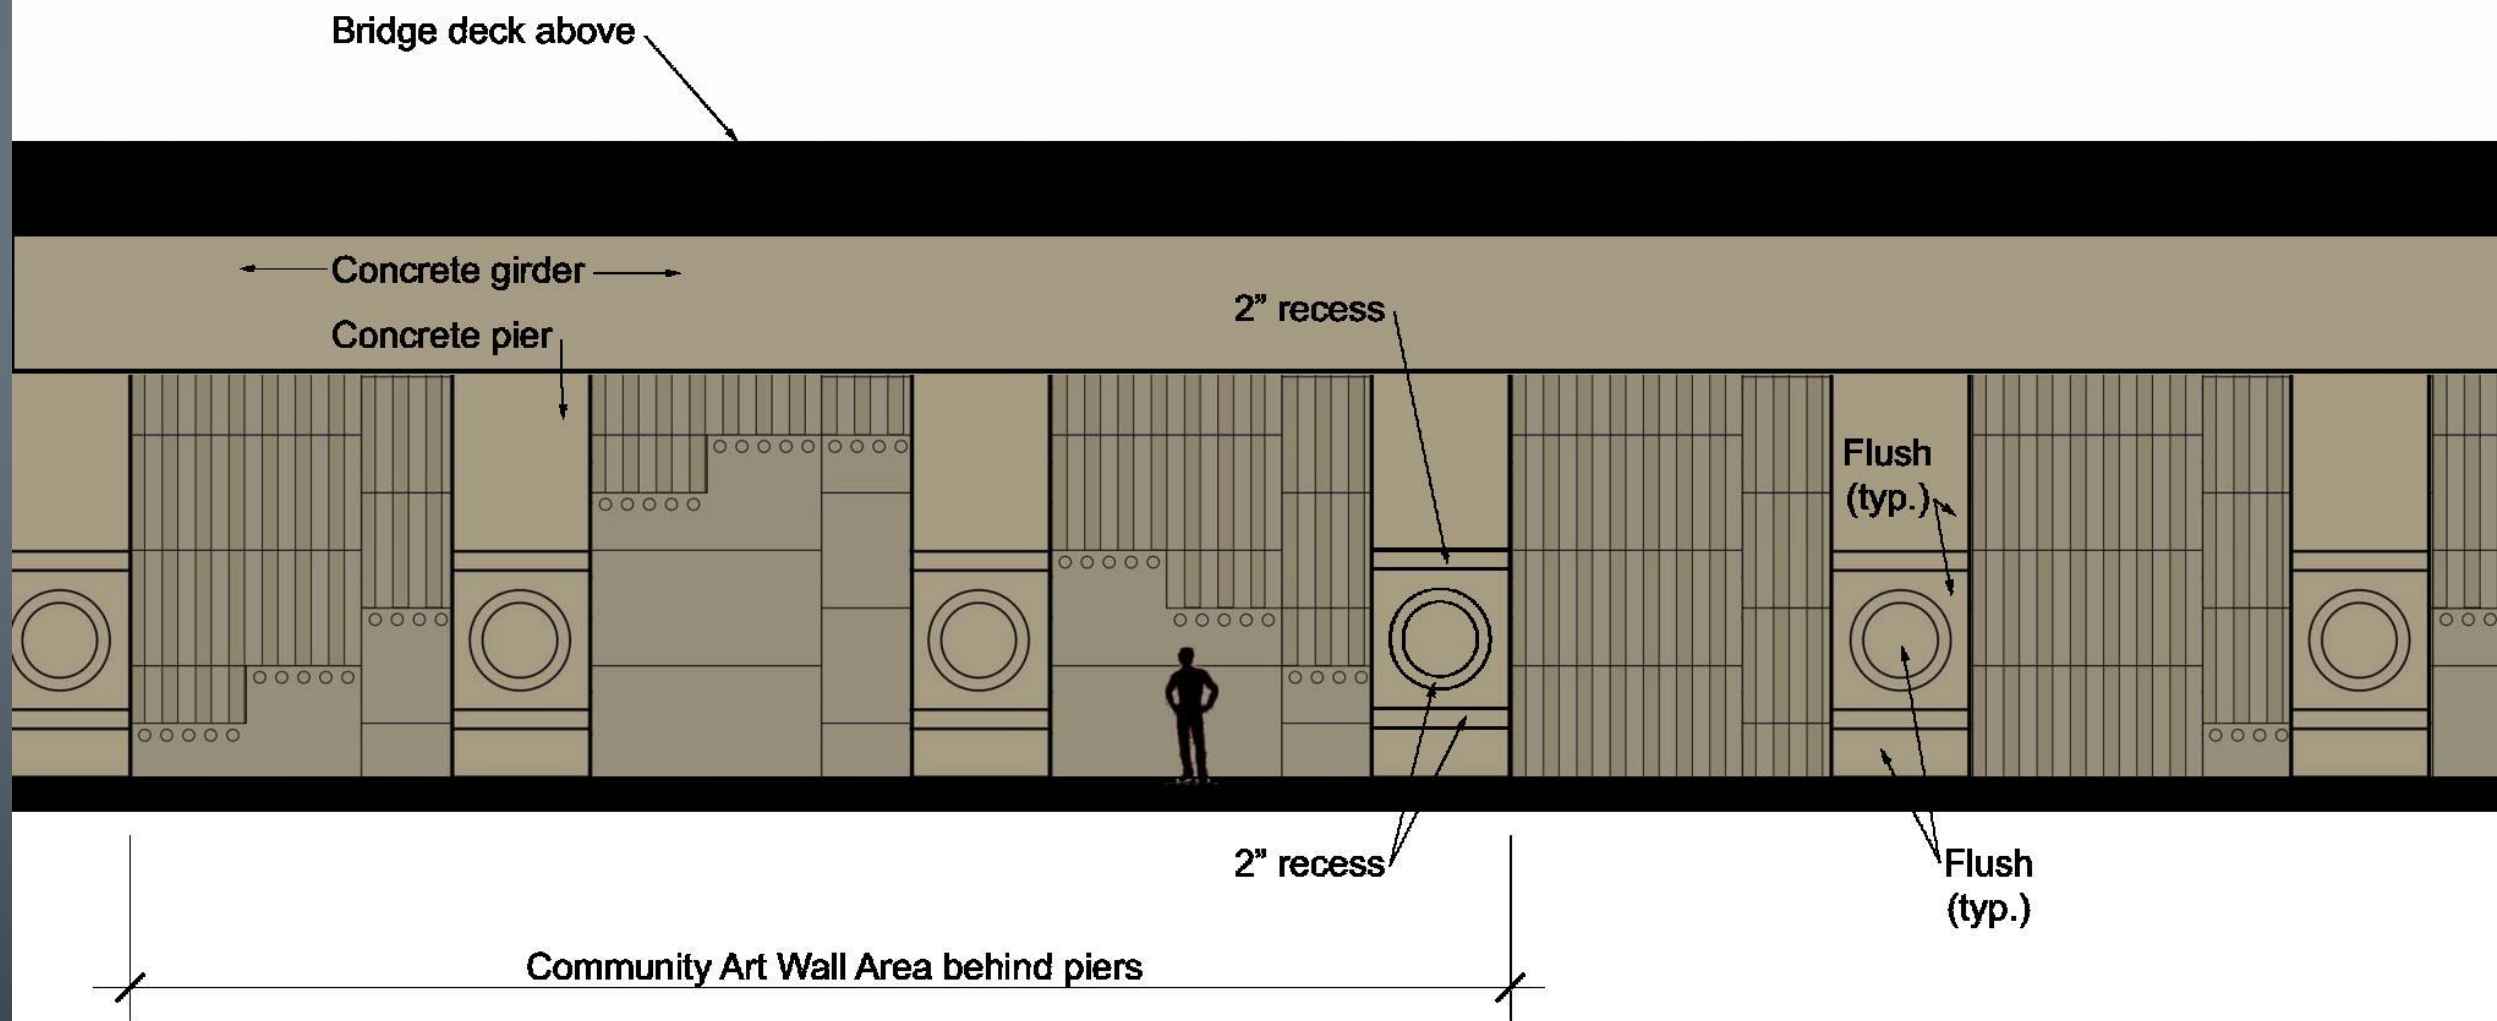 Bridge deck above
Concrete girder
Concrete pier
2” recess
Flush
(typ.)
2” recess
Flush
(typ.)
Community Art Wall Area behind piers